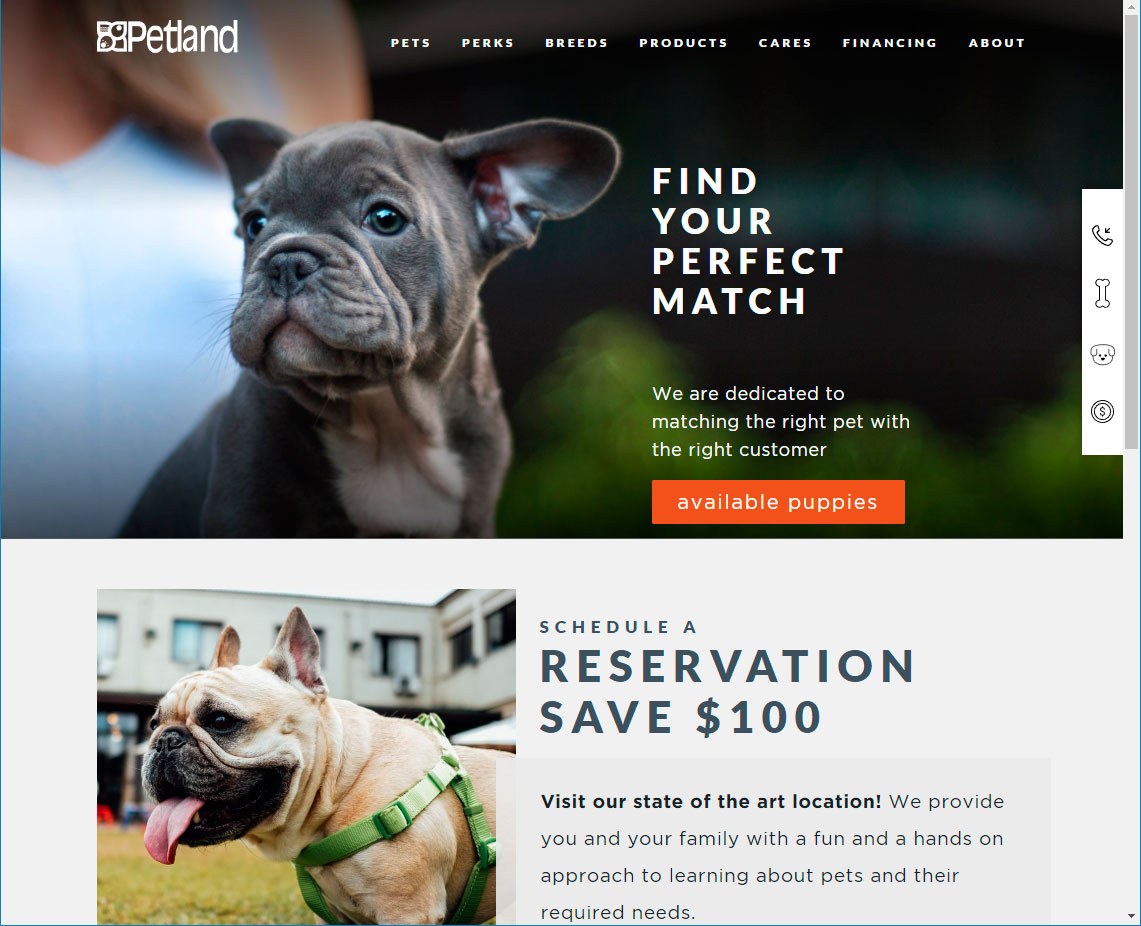 Petland
PETS PERKS BREEDS PRODUCTS CARES FINANCING ABOUT
FIND
YOUR
PERFECT
MATCH
We are dedicated to
matching the right pet with
the right customer
available puppies
$
SCHEDULE A
RESERVATION
SAVE $100
Visit our state of the art location! We provide
you and your family with a fun and a hands on
approach to learning about pets and their
required needs.